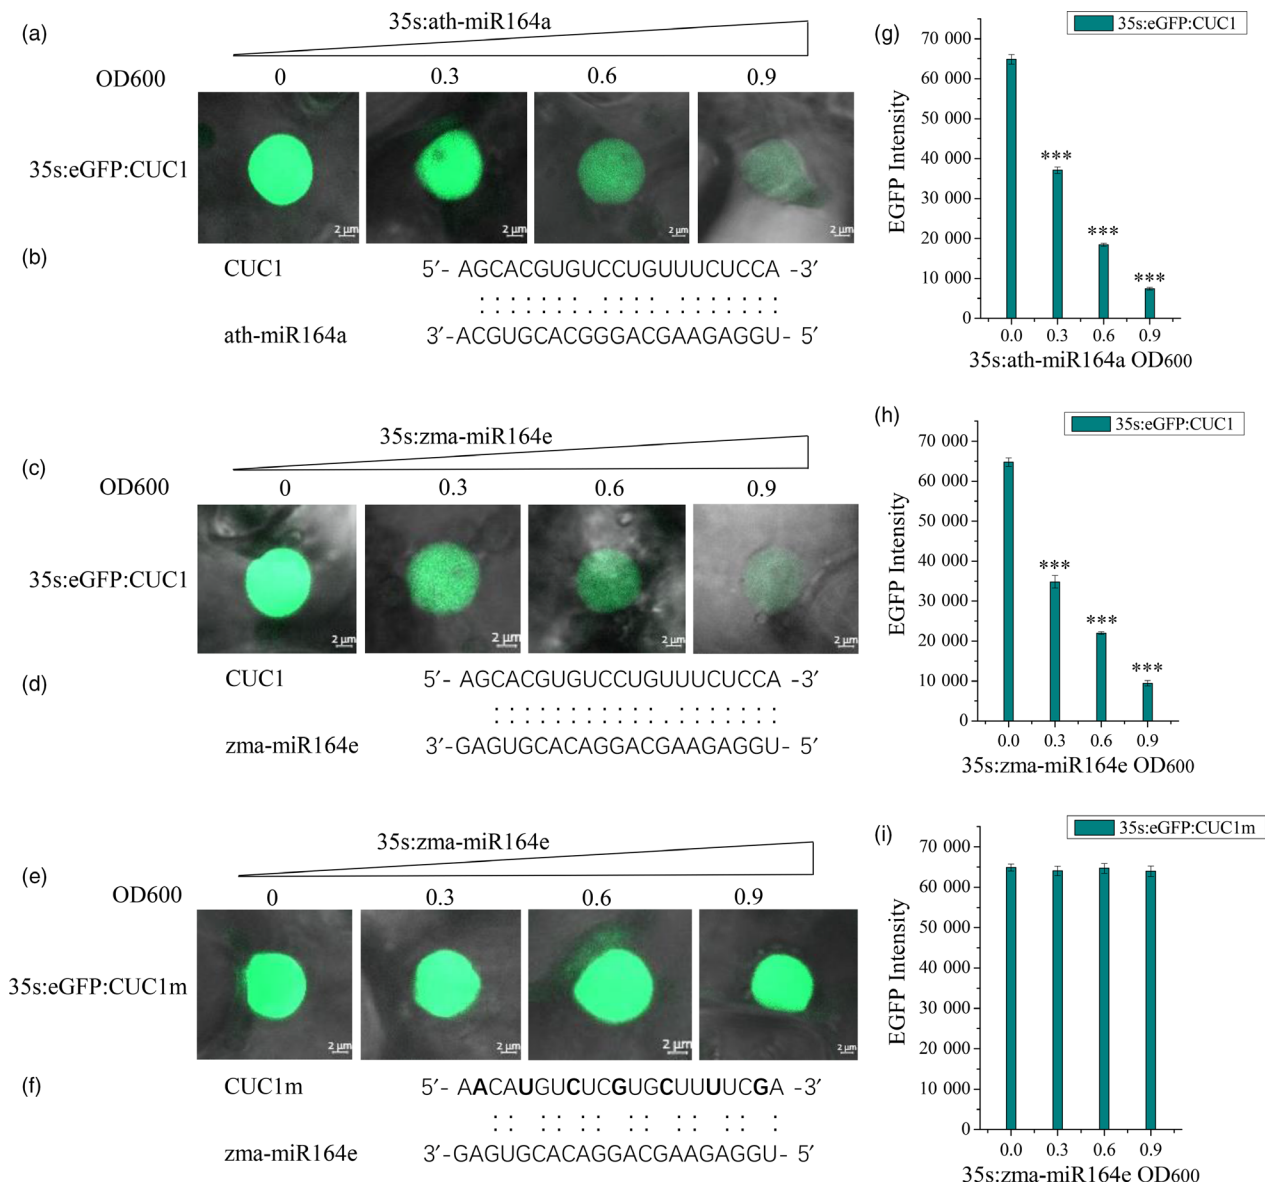 (a)
35s:ath-miR164a
OD600 0 0.3 0.6 0.9
35s:eGFP:CUC1
2 μm 2 μm 2 μm 2 μm
(b)
CUC1 5′- AGCACGUGUCCUGUUUCUCCA -3′
ath-miR164a 3′-ACGUGCACGGGACGAAGAGGU- 5′
(c)
35s:zma-miR164e
OD600 0 0.3 0.6 0.9
35s:eGFP:CUC1
2 μm 2 μm 2 μm 2 μm
(d)
CUC1 5′- AGCACGUGUCCUGUUUCUCCA -3′
zma-miR164e 3′-GAGUGCACAGGACGAAGAGGU- 5′
(e)
35s:zma-miR164e
OD600 0 0.3 0.6 0.9
35s:eGFP:CUC1m
2 μm 2 μm 2 μm 2 μm
(f)
CUC1m 5′- AACAUGUCUCGUGCUUUUCGA -3′
zma-miR164e 3′-GAGUGCACAGGACGAAGAGGU- 5′
(g)
35s:eGFP:CUC1
EGFP Intensity
70 000
60 000
50 000
40 000
30 000
20 000
10 000
0
*** *** ***
0.0 0.3 0.6 0.9
35s:ath-miR164a OD600
(h)
35s:eGFP:CUC1
EGFP Intensity
70 000
60 000
50 000
40 000
30 000
20 000
10 000
0
*** *** ***
0.0 0.3 0.6 0.9
35s:zma-miR164e OD600
(i)
35s:eGFP:CUC1m
EGFP Intensity
70 000
60 000
50 000
40 000
30 000
20 000
10 000
0
0.0 0.3 0.6 0.9
35s:zma-miR164e OD600